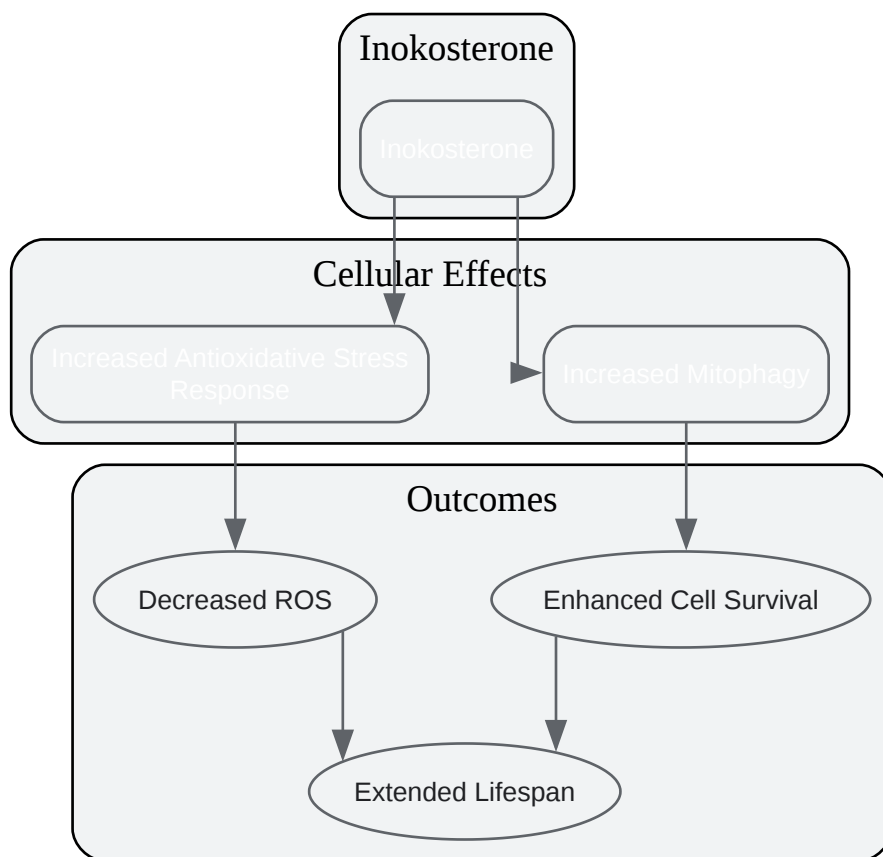 Inokosterone
Inokosterone
Cellular Effects
Increased Antioxidative Stress
Response
Increased Mitophagy
Outcomes
Decreased ROS
Enhanced Cell Survival
Extended Lifespan